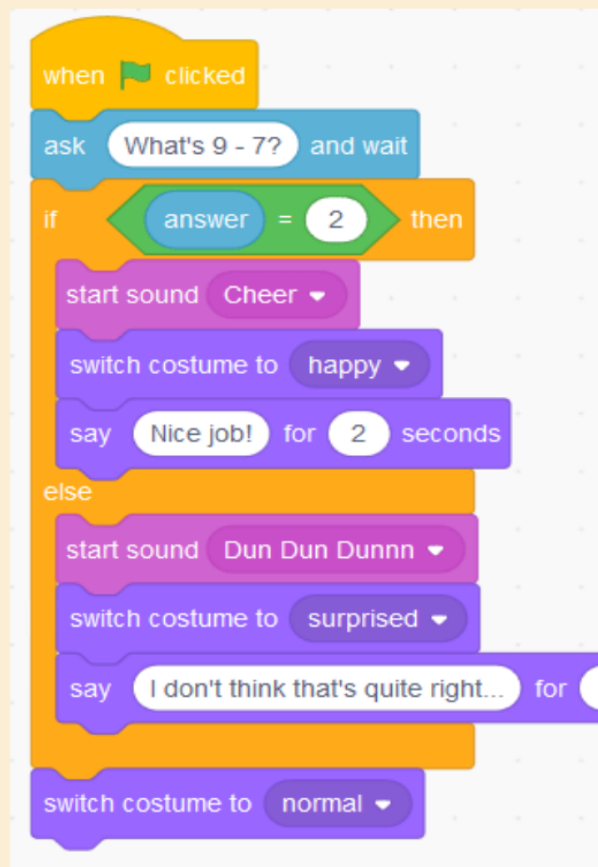 when clicked
ask What's 9 - 7? and wait
if answer = 2 then
start sound Cheer
switch costume to happy
say Nice job! for 2 seconds
else
start sound Dun Dun Dunnn
switch costume to surprised
say I don't think that's quite right... for
switch costume to normal